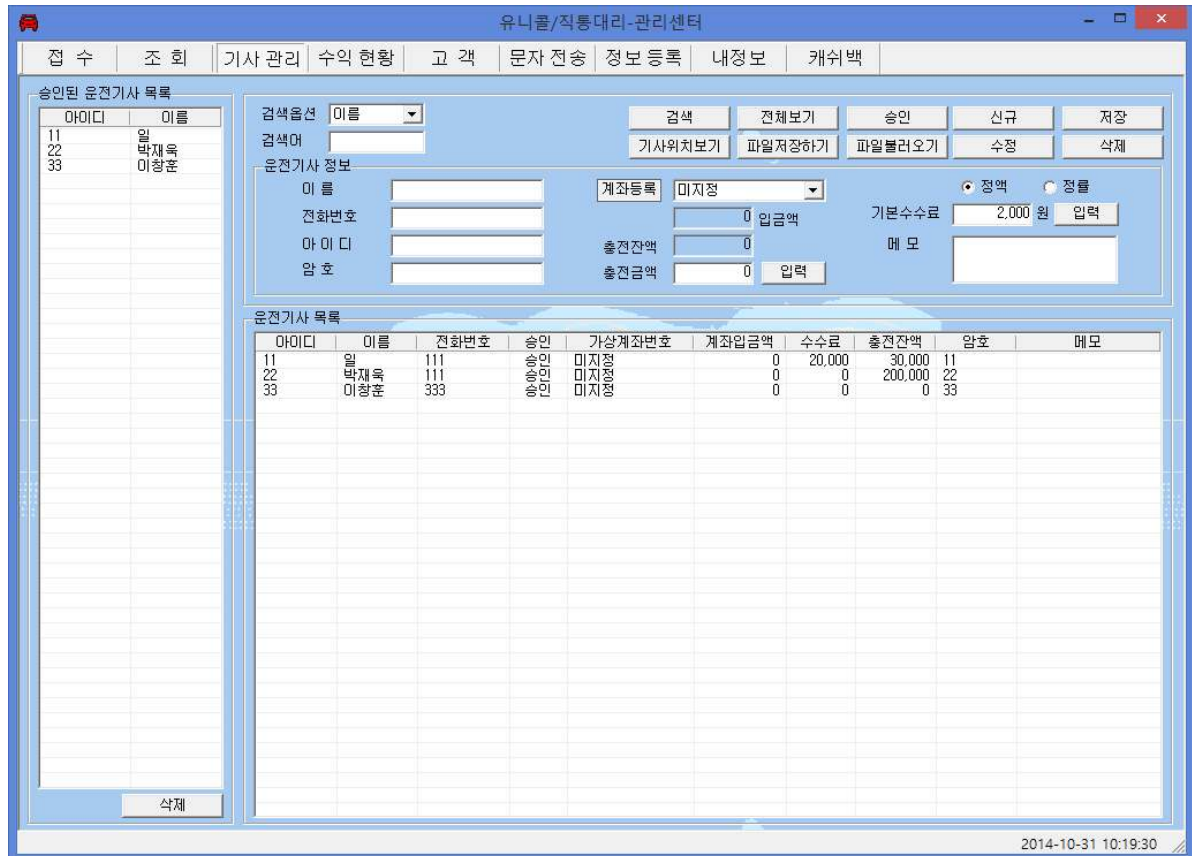 유니콜/직통대리-관리센터
접 수 조 회 기사 관리 수익 현황 고 객 문자 전송 정보 등록 내정보 캐쉬백
승인된 운전기사 목록
아이디 이름
11 일
22 박재욱
33 이창훈
삭제
검색옵션 이름 검색 전체보기 승인 신규 저장
검색어 기사위치보기 파일저장하기 파일불러오기 수정 삭제
운전기사 정보
이 름 계좌등록 미지정 정액 정률
전화번호 0 입금액 기본수수료 2,000 원 입력
아 이 디 충전잔액 0 메 모
암 호 충전금액 0 입력
운전기사 목록
아이디 이름 전화번호 승인 가상계좌번호 계좌입금액 수수료 충전잔액 암호 메모
11 일 111 승인 미지정 0 20,000 30,000 11
22 박재욱 111 승인 미지정 0 0 200,000 22
33 이창훈 333 승인 미지정 0 0 0 33
2014-10-31 10:19:30